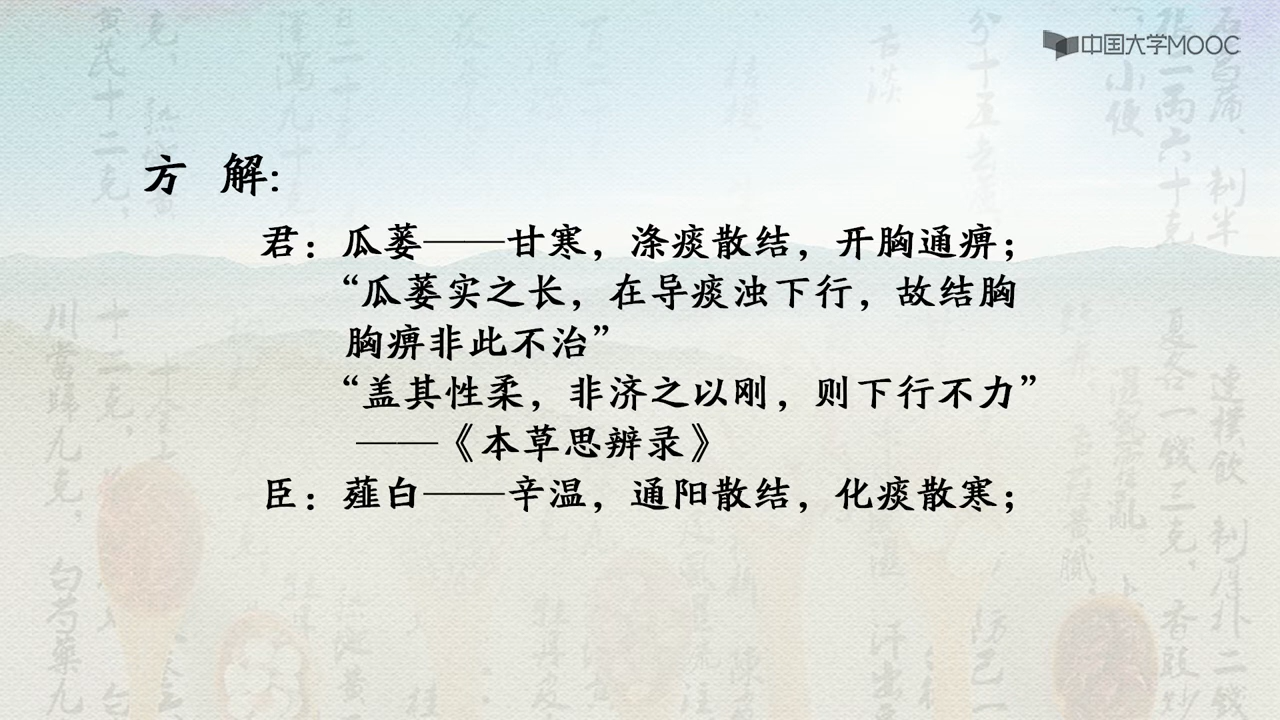 中国大学MOOC
方 解:
君：瓜蒌——甘寒，涤痰散结，开胸通痹；
“瓜蒌实之长，在导痰浊下行，故结胸
胸痹非此不治”
“盖其性柔，非济之以刚，则下行不力”
——《本草思辨录》
臣：薤白——辛温，通阳散结，化痰散寒；